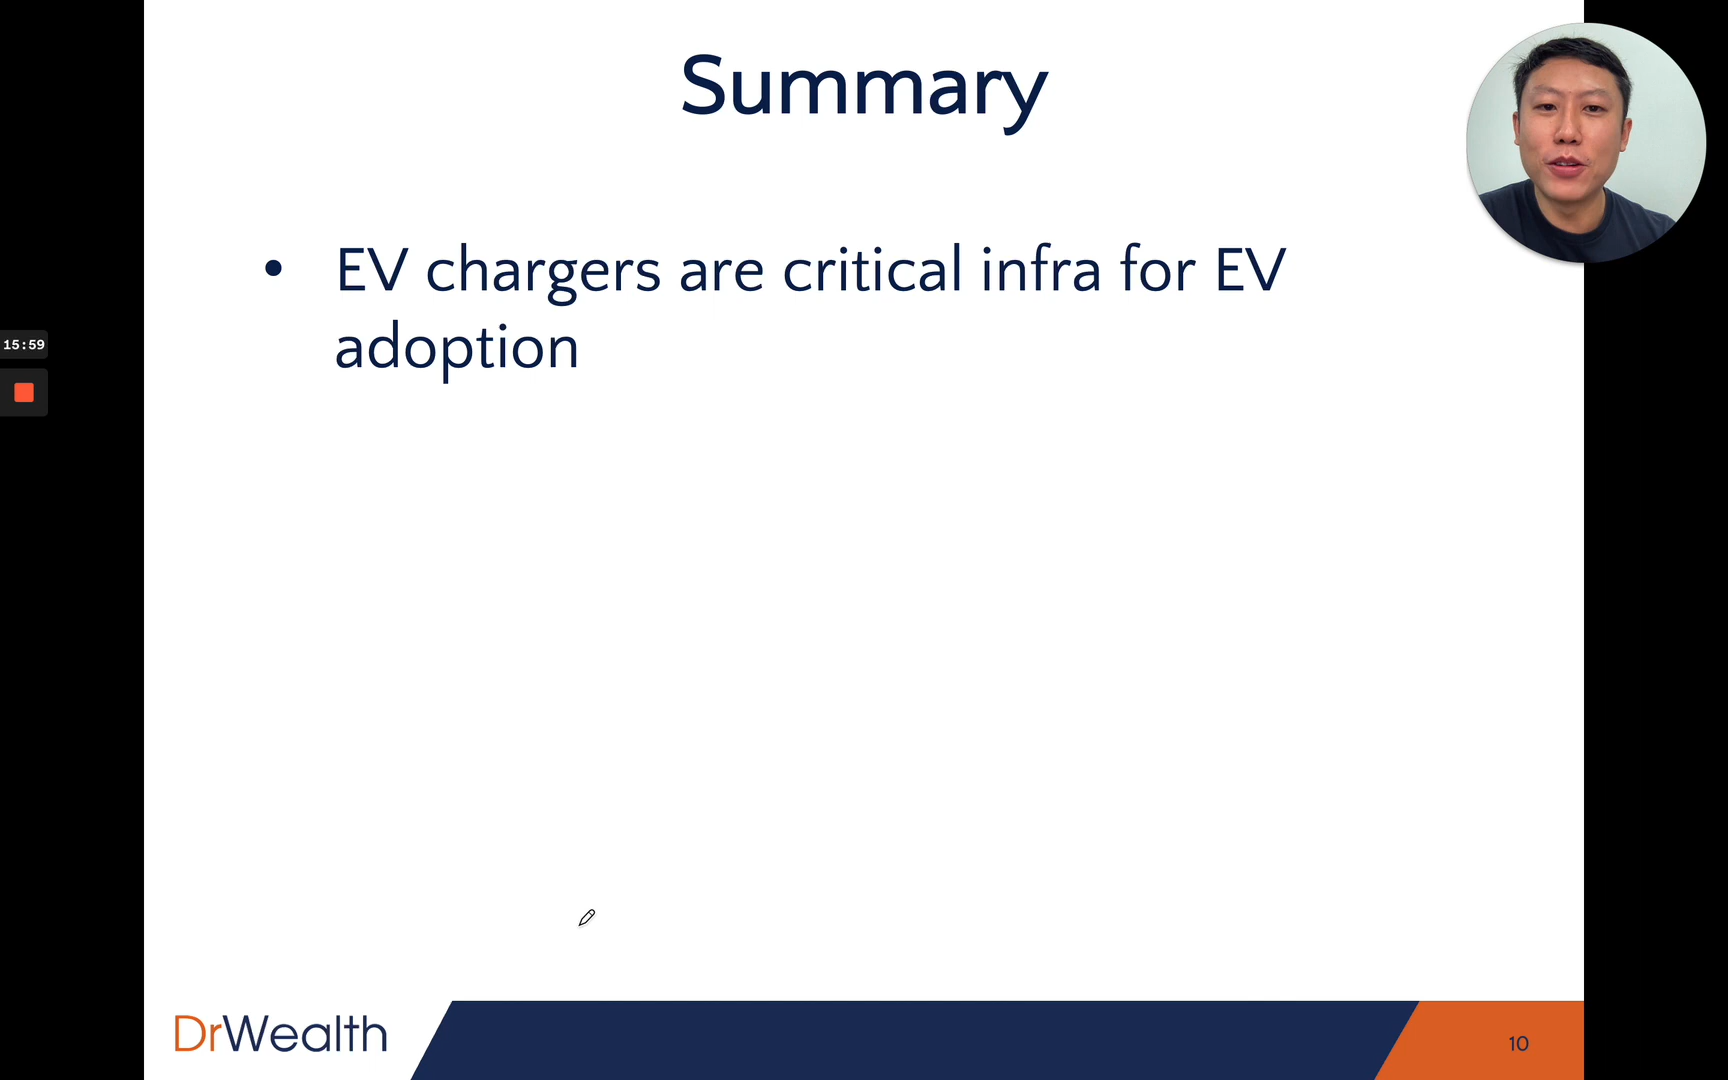 Summary
• EV chargers are critical infra for EV
adoption
15:59
DrWealth
10